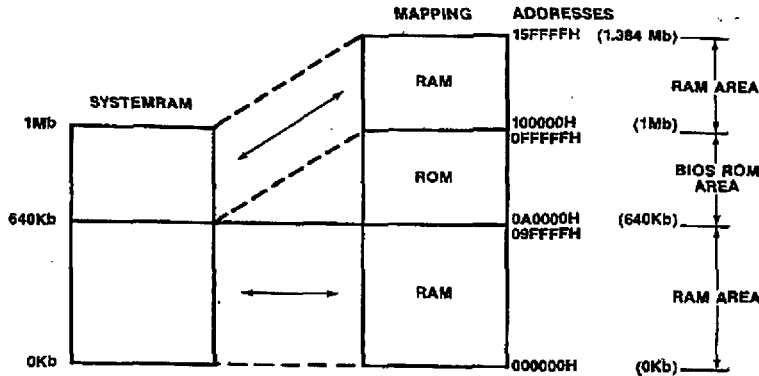 MAPPING ADDRESSES
15FFFFH (1.384 Mb)
SYSTEMRAM
RAM
RAM AREA
1Mb
100000H (1Mb)
0FFFFFH
ROM
BIOS ROM
AREA
640Kb
0A0000H (640Kb)
09FFFFH
RAM
RAM AREA
0Kb
000000H (0Kb)